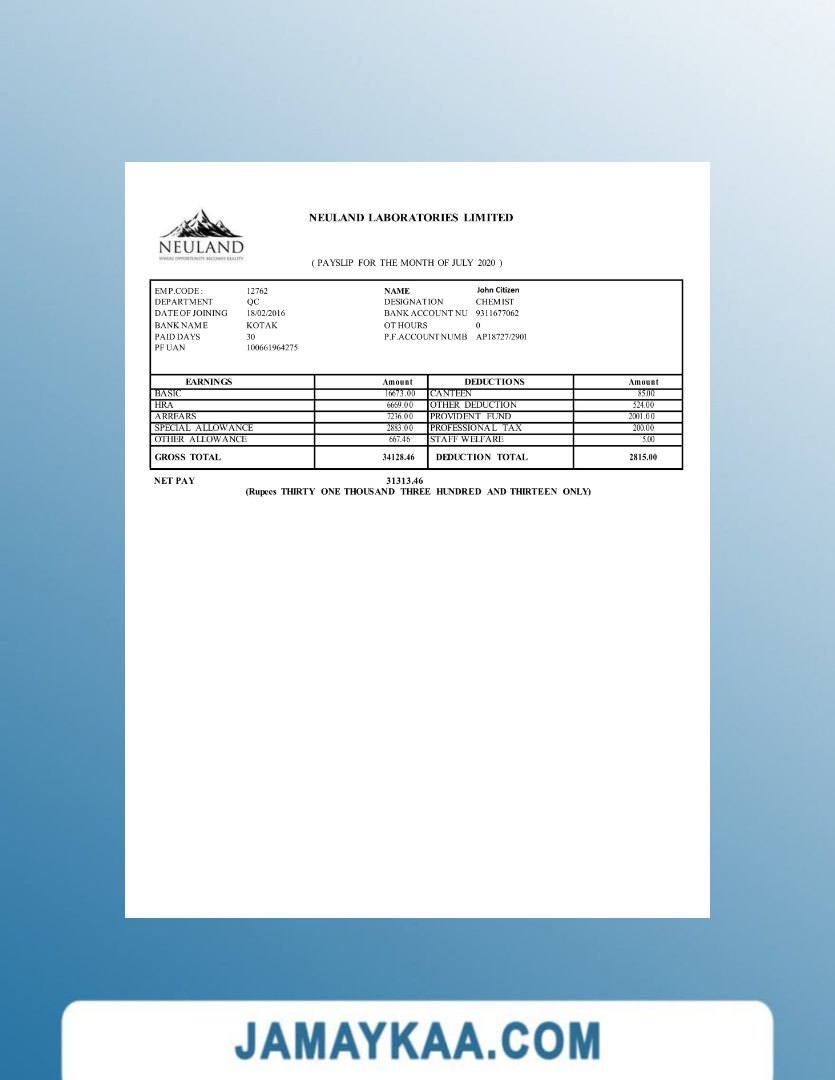 NEULAND LABORATORIES LIMITED
NEULAND
WHERE OPPORTUNITY BECOMES REALITY
( PAYSLIP FOR THE MONTH OF JULY 2020 )
EMP.CODE: 12762 NAME John Citizen
DEPARTMENT QC DESIGNATION CHEMIST
DATE OF JOINING 18/02/2016 BANK ACCOUNT NU 9311677062
BANK NAME KOTAK OT HOURS 0
PAID DAYS 30 P.F.ACCOUNT NUMB AP18727/2901
PF UAN 100661964275
EARNINGS Amount DEDUCTIONS Amount
BASIC 16673.00 CANTEEN 85.00
HRA 6669.00 OTHER DEDUCTION 524.00
ARREARS 7236.00 PROVIDENT FUND 2001.00
SPECIAL ALLOWANCE 2883.00 PROFESSIONAL TAX 200.00
OTHER ALLOWANCE 667.46 STAFF WELFARE 5.00
GROSS TOTAL 34128.46 DEDUCTION TOTAL 2815.00
NET PAY 31313.46
(Rupees THIRTY ONE THOUSAND THREE HUNDRED AND THIRTEEN ONLY)
JAMAYKAA.COM